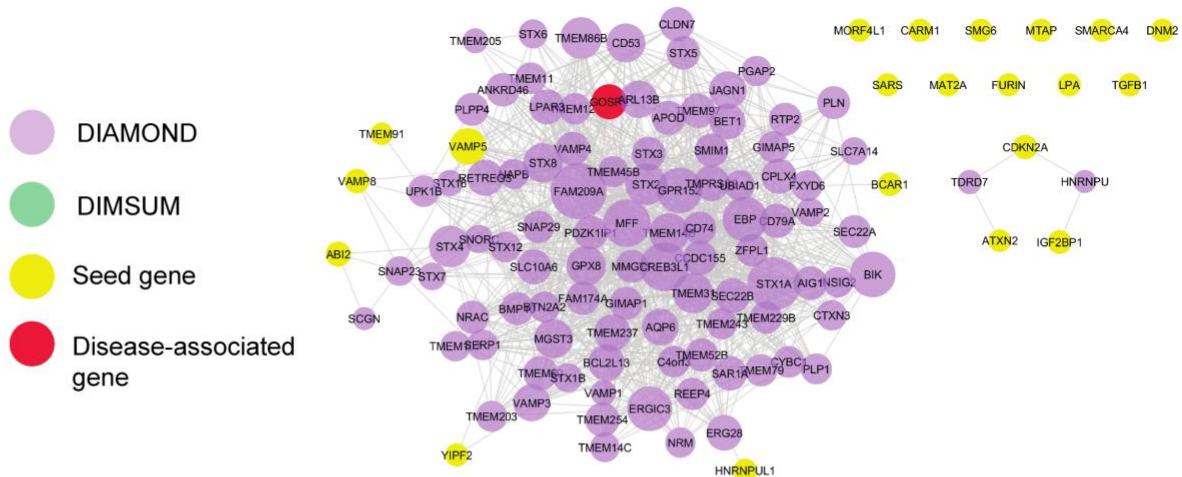 DIAMOND
DIMSUM
Seed gene
Disease-associated
gene
CLDN7
STX6
TMEM205
TMEM86B
CD53
STX5
MORF4L1
CARM1
SMG6
MTAP
SMARCA4
DNM2
TMEM11
ANKRD46
PGAP2
JAGN1
SARS
MAT2A
FURIN
LPA
TGFB1
PLPP4
LPAR3
ARL13B
APOD
BET1
RTP2
PLN
TMEM91
VAMP5
VAMP4
STX3
SMIM1
GIMAP5
SLC7A14
CDKN2A
VAMP8
UPK1B
STX8
TMEM45B
FAM209A
GPR152
UBIAD1
CPLX4
FXYD6
BCAR1
TDRD7
HNRNPU
VAMP2
SNAP29
MFF
CD74
EBP
CD79A
SEC22A
ATXN2
IGF2BP1
ABI2
STX4
SNORC
STX12
PDZK1IP1
ZFPL1
SNAP23
STX7
SLC10A6
GPX8
CREB3L1
CCDC155
STX1A
AIG1
BIK
SCGN
NRAC
FAM174A
GIMAP1
TMEM31
SEC22B
TMEM229B
CTXN3
SERP1
MGST3
TMEM237
AQP6
TMEM243
BCL2L13
TMEM52B
SAR1A
TMEM79
CYBC1
PLP1
STX1B
VAMP3
VAMP1
REEP4
TMEM203
TMEM254
ERGIC3
ERG28
YIPF2
TMEM14C
NRM
HNRNPUL1